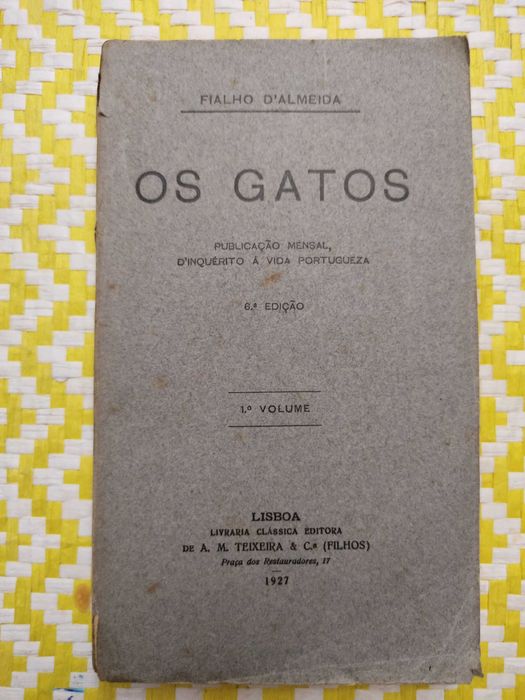 FIALHO D'ALMEIDA
OS GATOS
PUBLICAÇÃO MENSAL,
D'INQUÉRITO Á VIDA PORTUGUEZA
6.ª EDIÇÃO
1.º VOLUME
LISBOA
LIVRARIA CLÁSSICA EDITORA
DE A. M. TEIXEIRA & C.ª (FILHOS)
Praça dos Restauradores, 17
1927